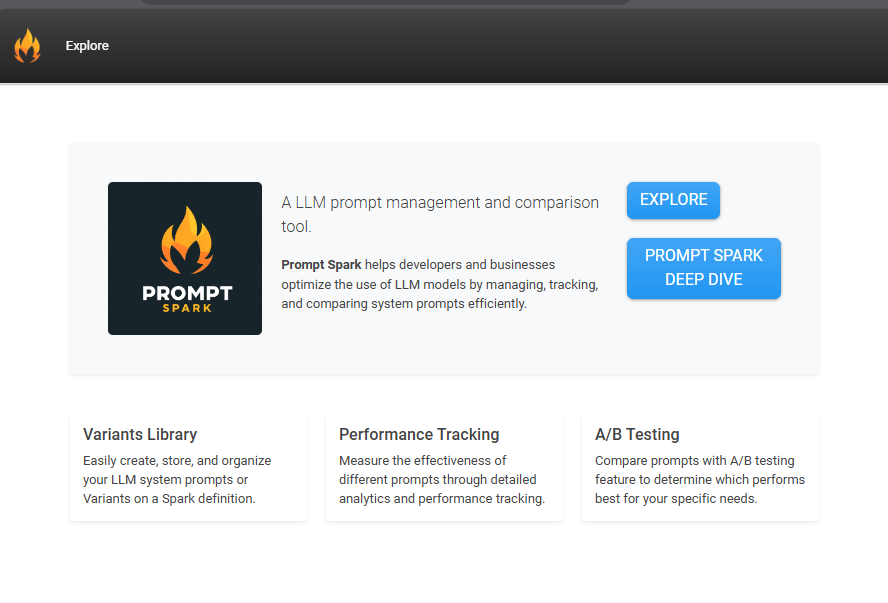 Explore
PROMPT
SPARK
A LLM prompt management and comparison
tool.
Prompt Spark helps developers and businesses
optimize the use of LLM models by managing, tracking,
and comparing system prompts efficiently.
EXPLORE
PROMPT SPARK
DEEP DIVE
Variants Library
Easily create, store, and organize
your LLM system prompts or
Variants on a Spark definition.
Performance Tracking
Measure the effectiveness of
different prompts through detailed
analytics and performance tracking.
A/B Testing
Compare prompts with A/B testing
feature to determine which performs
best for your specific needs.